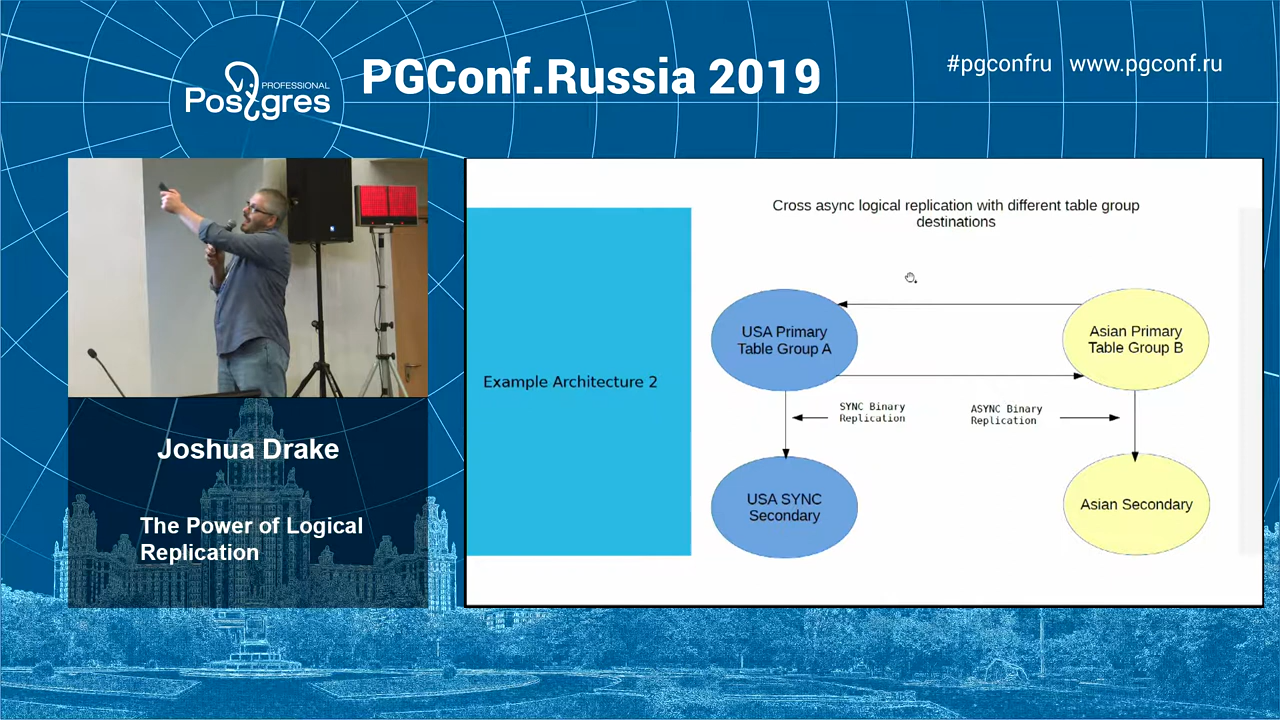 PROFESSIONAL
Postgres
PGConf.Russia 2019
#pgconfru www.pgconf.ru
Joshua Drake
The Power of Logical
Replication
Example Architecture 2
Cross async logical replication with different table group
destinations
USA Primary
Table Group A
Asian Primary
Table Group B
SYNC Binary
Replication
ASYNC Binary
Replication
USA SYNC
Secondary
Asian Secondary